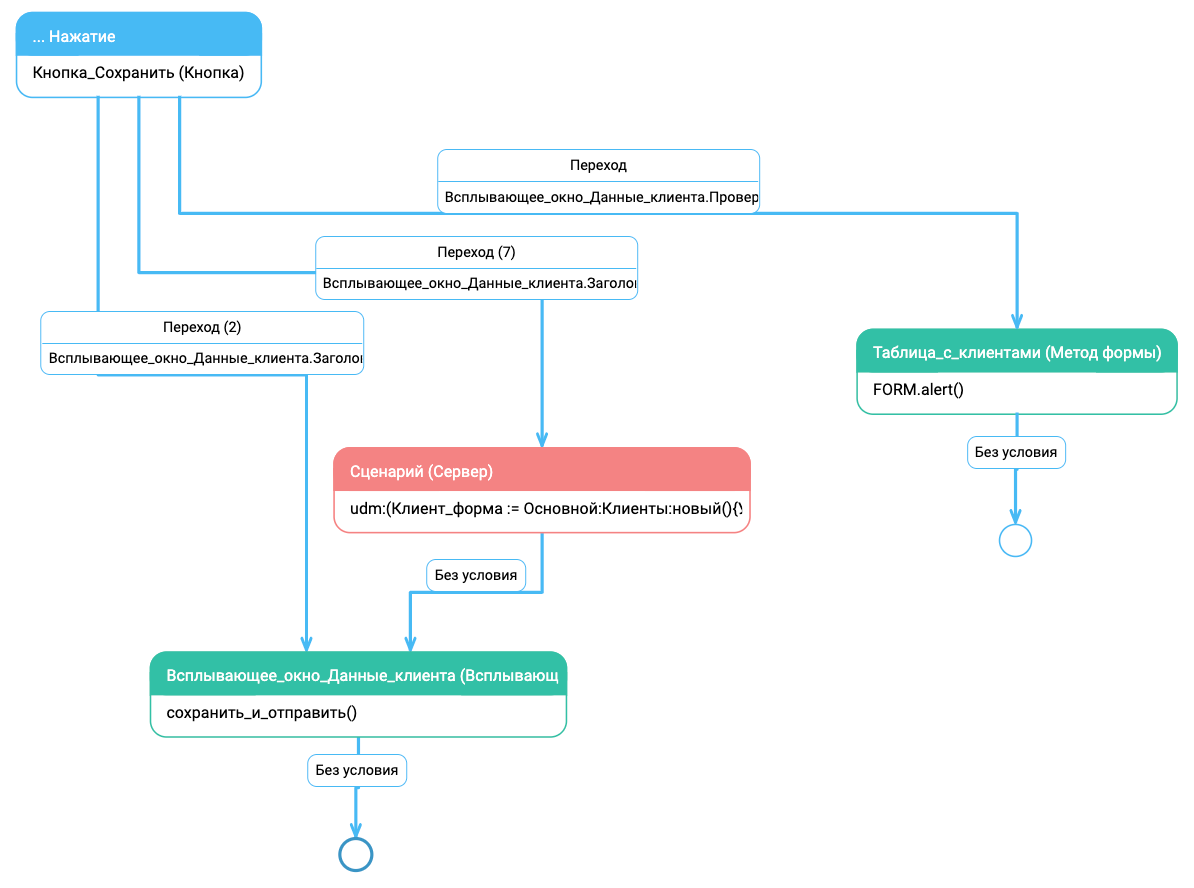 ... Нажатие
Кнопка_Сохранить (Кнопка)
Переход
Всплывающее_окно_Данные_клиента.Провер
Переход (7)
Всплывающее_окно_Данные_клиента.Заголо
Переход (2)
Всплывающее_окно_Данные_клиента.Заголо
Таблица_с_клиентами (Метод формы)
FORM.alert()
Без условия
Сценарий (Сервер)
udm:(Клиент_форма := Основной:Клиенты:новый(){
Без условия
Всплывающее_окно_Данные_клиента (Всплывающ
сохранить_и_отправить()
Без условия